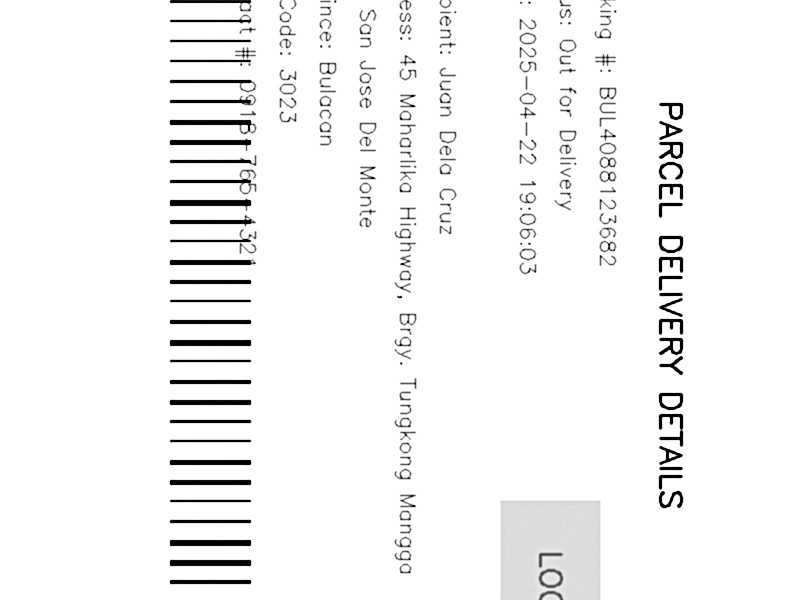 PARCEL DELIVERY DETAILS
king #: BUL4088123682
us: Out for Delivery
: 2025-04-22 19:06:03
LOG
pient: Juan Dela Cruz
ess: 45 Maharlika Highway, Brgy. Tungkong Mangga
San Jose Del Monte
ince: Bulacan
Code: 3023
act #: 0918-765-4321